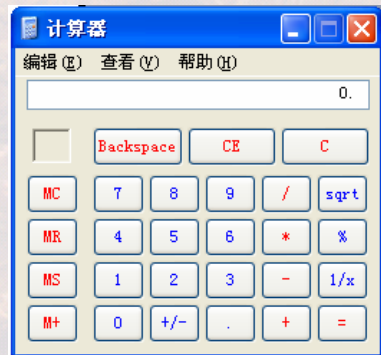 计算器
编辑(E) 查看(V) 帮助(H)
0.
Backspace CE C
MC 7 8 9 / sqrt
MR 4 5 6 * %
MS 1 2 3 - 1/x
M+ 0 +/- . + =